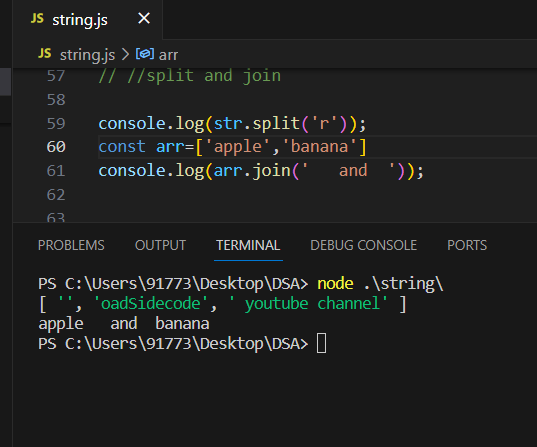 JS string.js ×
JS string.js > arr
57 // //split and join
58
59 console.log(str.split('r'));
60 const arr=['apple','banana']
61 console.log(arr.join('   and  '));
62
63
PROBLEMS OUTPUT TERMINAL DEBUG CONSOLE PORTS
PS C:\Users\91773\Desktop\DSA> node .\string\
[ '', 'oadSidecode', ' youtube channel' ]
apple   and  banana
PS C:\Users\91773\Desktop\DSA>